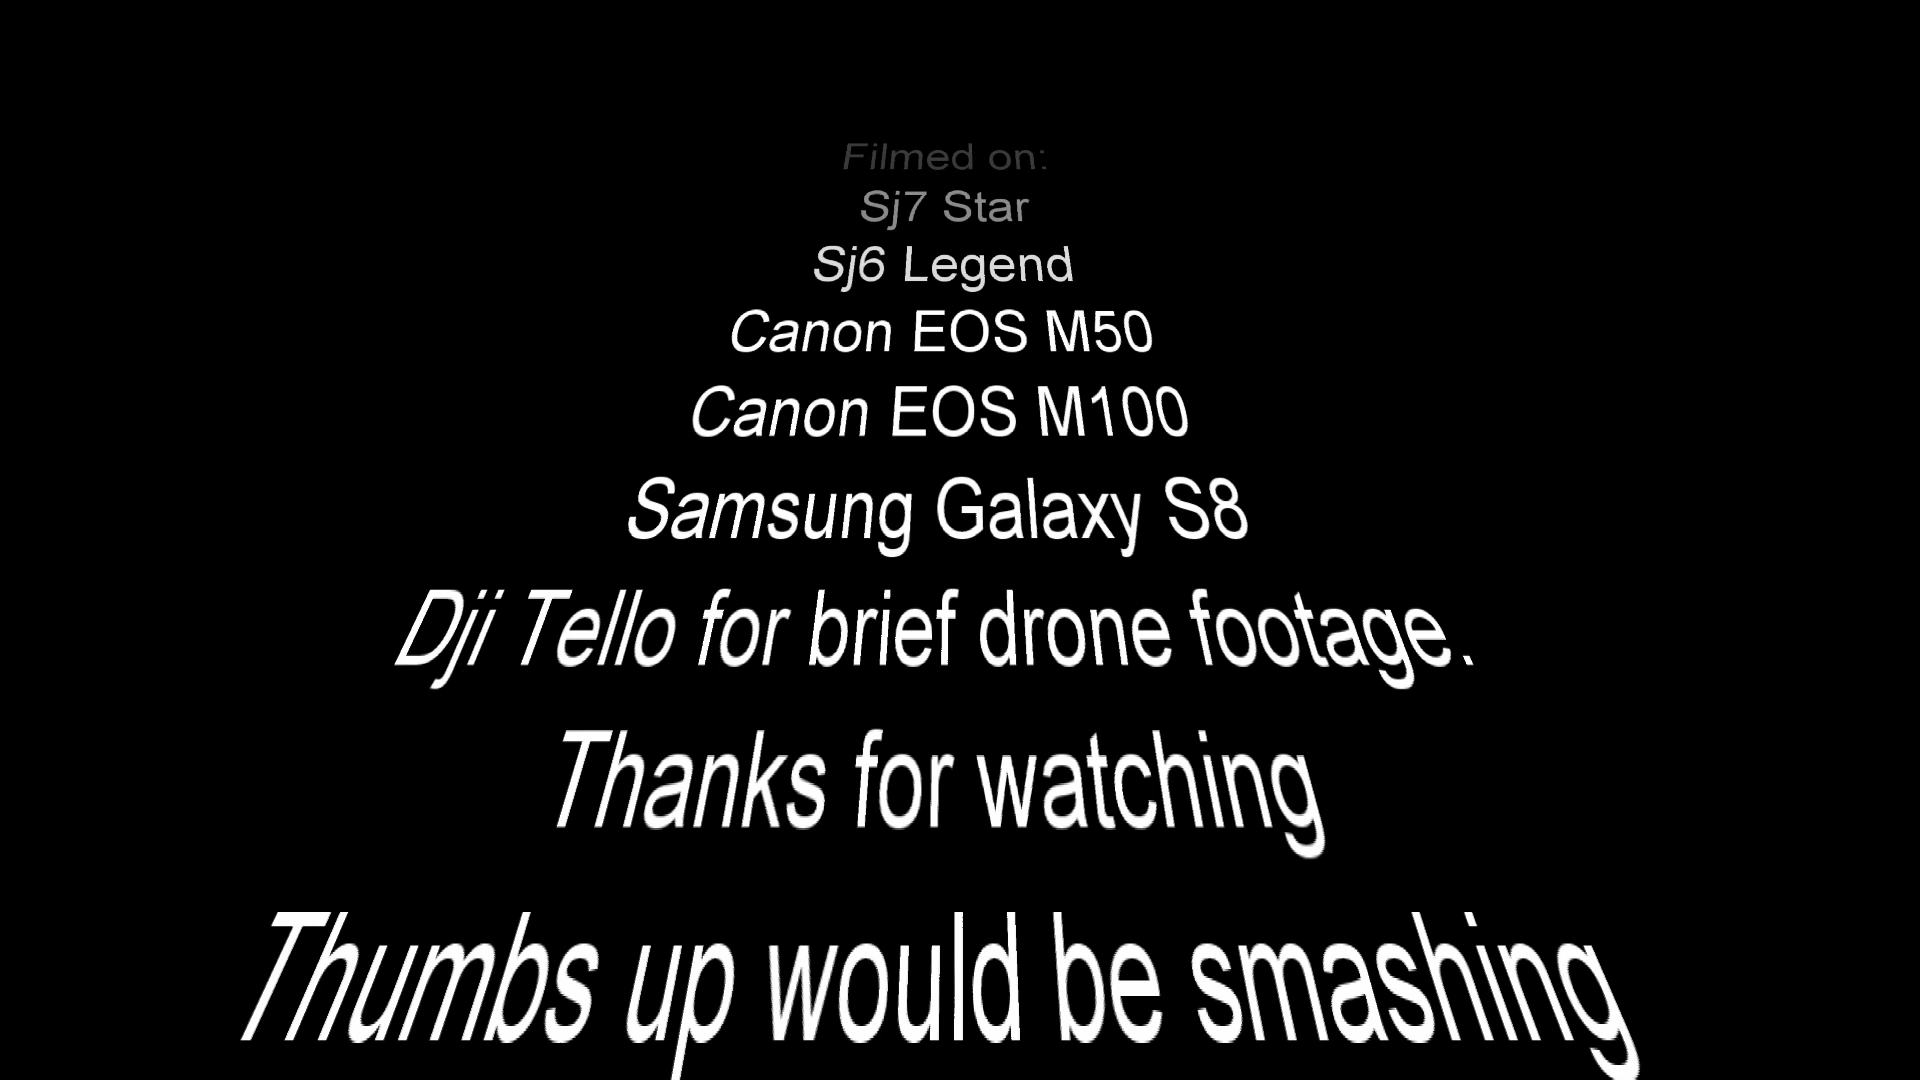 Filmed on:
Sj7 Star
Sj6 Legend
Canon EOS M50
Canon EOS M100
Samsung Galaxy S8
Dji Tello for brief drone footage.
Thanks for watching
Thumbs up would be smashing